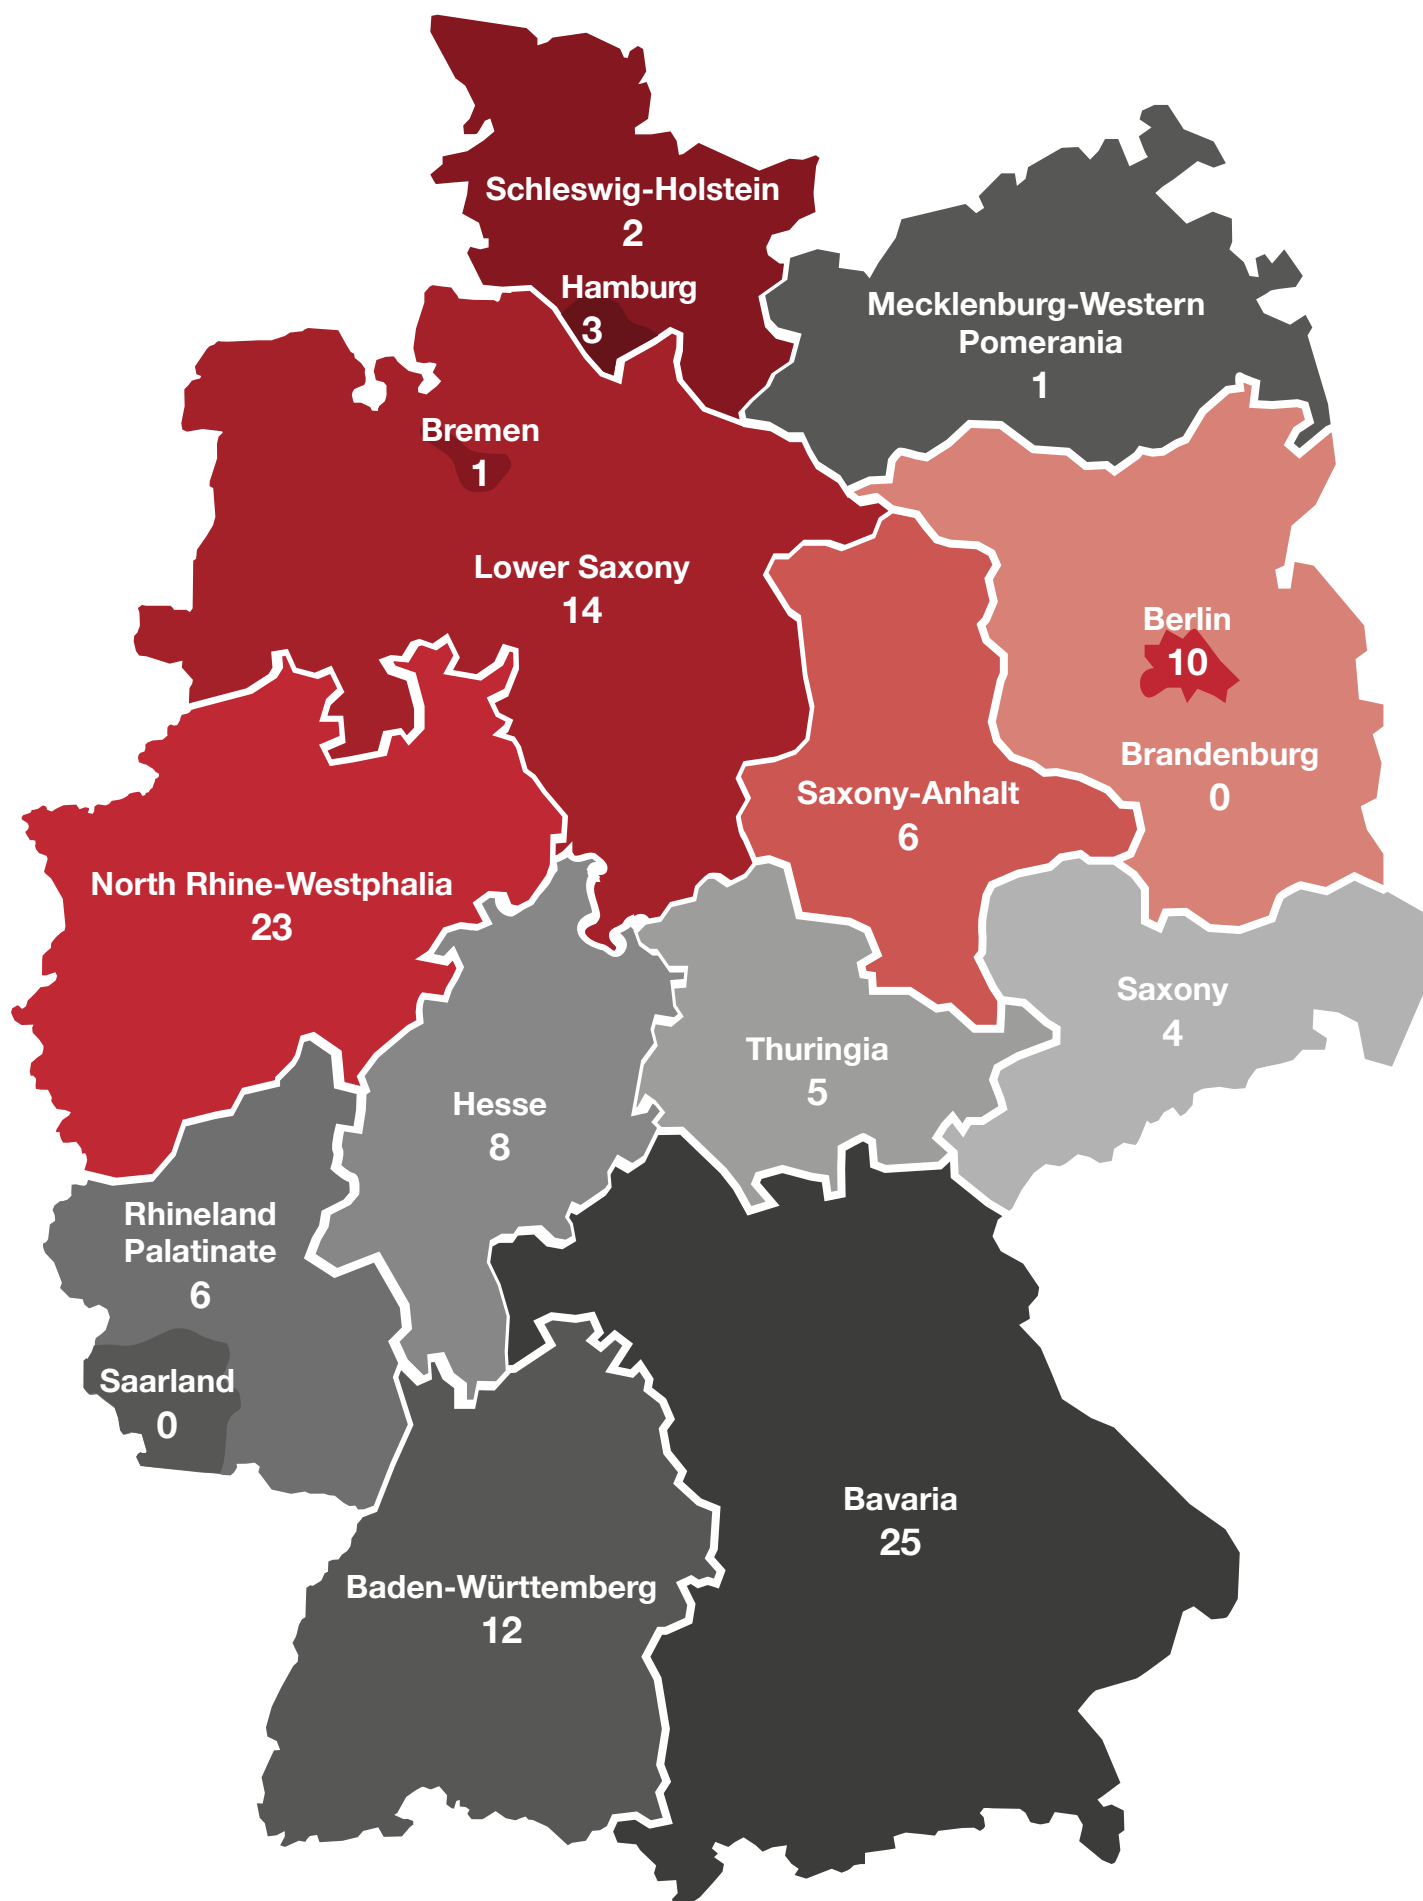 Schleswig-Holstein
2
Hamburg
3
Mecklenburg-Western
Pomerania
1
Bremen
1
Lower Saxony
14
Berlin
10
Brandenburg
0
Saxony-Anhalt
6
North Rhine-Westphalia
23
Saxony
4
Thuringia
5
Hesse
8
Rhineland
Palatinate
6
Saarland
0
Bavaria
25
Baden-Württemberg
12